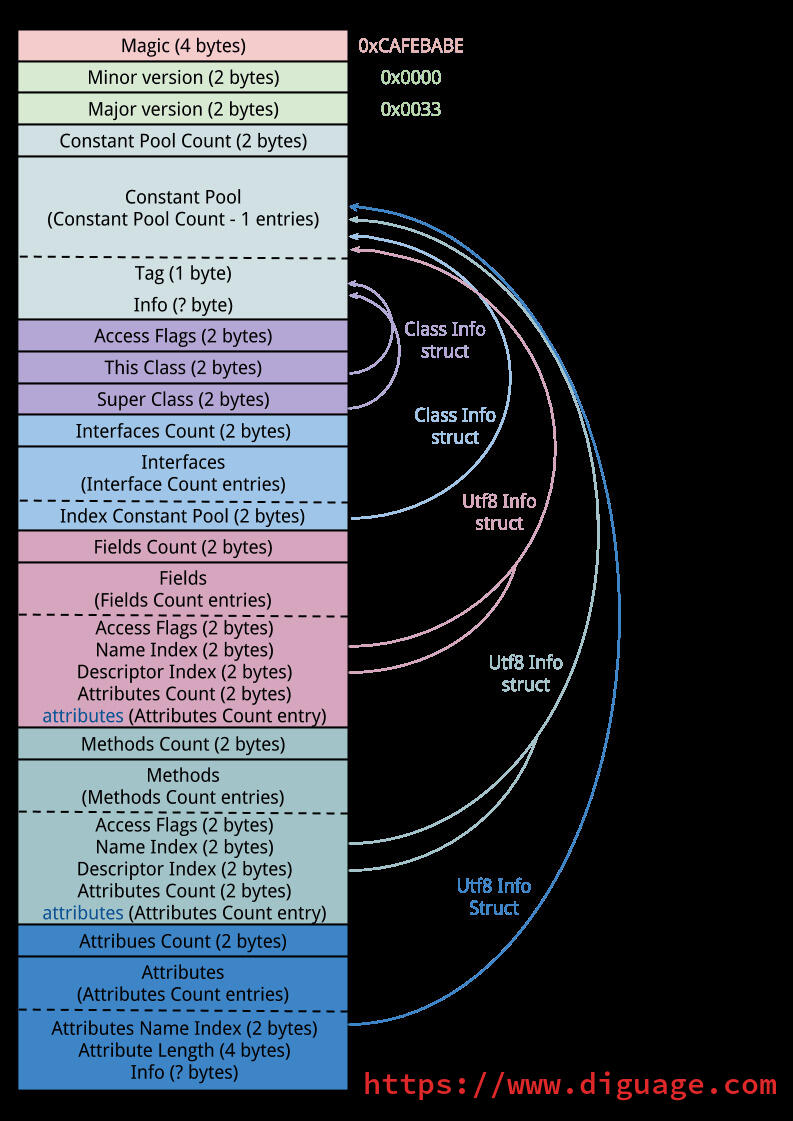 Magic (4 bytes)
0xCAFEBABE
Minor version (2 bytes)
0x0000
Major version (2 bytes)
0x0033
Constant Pool Count (2 bytes)
Constant Pool
(Constant Pool Count - 1 entries)
Tag (1 byte)
Info (? byte)
Access Flags (2 bytes)
This Class (2 bytes)
Super Class (2 bytes)
Class Info
struct
Interfaces Count (2 bytes)
Interfaces
(Interface Count entries)
Index Constant Pool (2 bytes)
Class Info
struct
Fields Count (2 bytes)
Fields
(Fields Count entries)
Access Flags (2 bytes)
Name Index (2 bytes)
Descriptor Index (2 bytes)
Attributes Count (2 bytes)
attributes (Attributes Count entry)
Utf8 Info
struct
Methods Count (2 bytes)
Methods
(Methods Count entries)
Access Flags (2 bytes)
Name Index (2 bytes)
Descriptor Index (2 bytes)
Attributes Count (2 bytes)
attributes (Attributes Count entry)
Utf8 Info
struct
Attribues Count (2 bytes)
Attributes
(Attributes Count entries)
Attributes Name Index (2 bytes)
Attribute Length (4 bytes)
Info (? bytes)
Utf8 Info
Struct
https://www.diguage.com